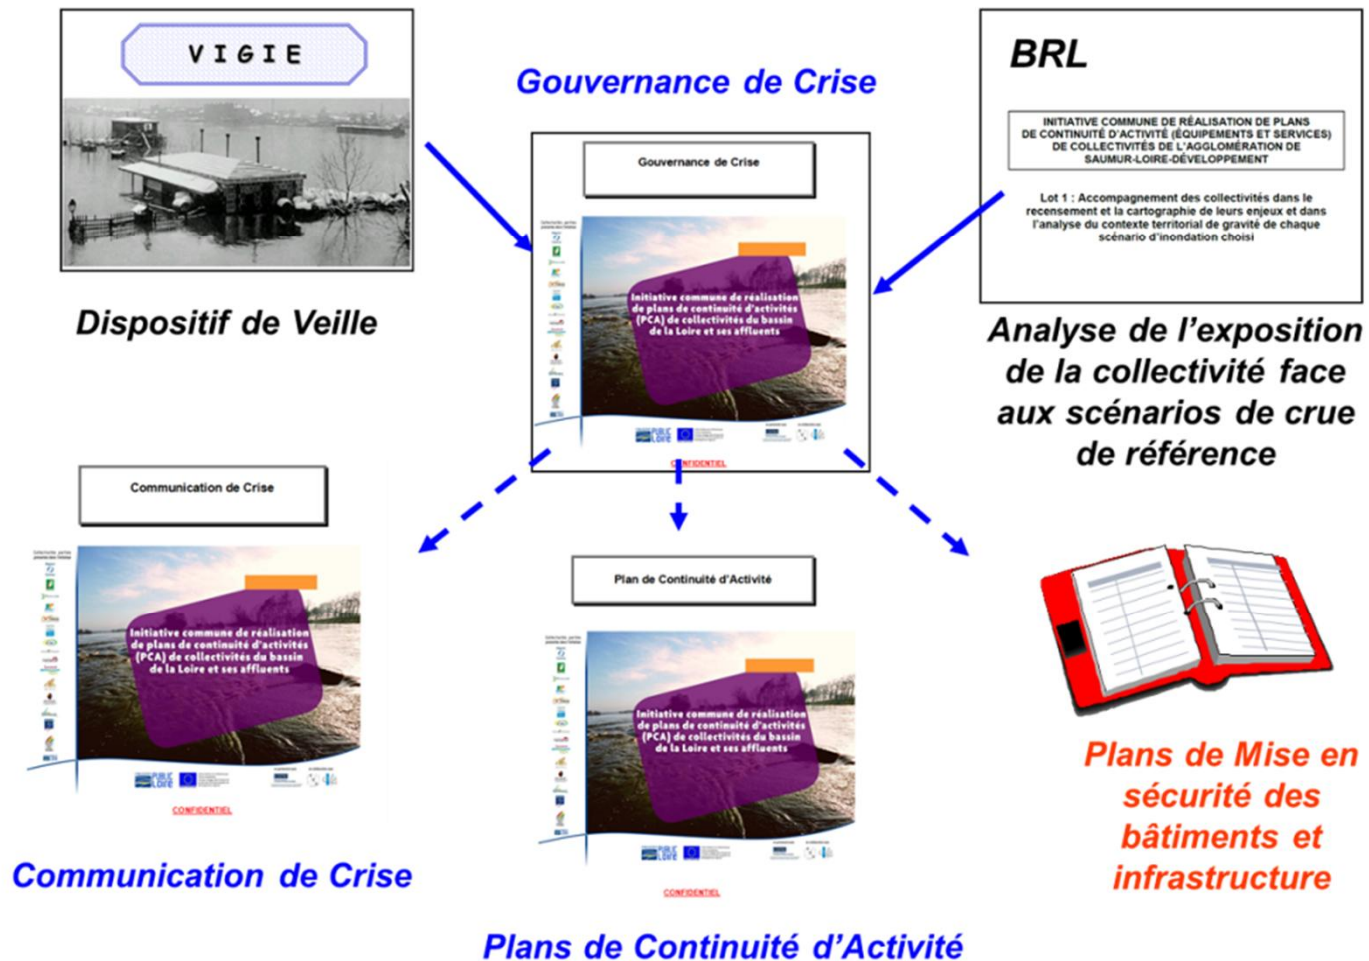 VIGIE
Dispositif de Veille
Gouvernance de Crise
Gouvernance de Crise
Initiative commune de réalisation
de plans de continuité d'activités
(PCA) de collectivités du bassin
de la Loire et ses affluents
CONFIDENTIEL
BRL
INITIATIVE COMMUNE DE RÉALISATION DE PLANS
DE CONTINUITÉ D'ACTIVITÉ (ÉQUIPEMENTS ET SERVICES)
DE COLLECTIVITÉS DE L'AGGLOMÉRATION DE
SAUMUR-LOIRE-DÉVELOPPEMENT
Lot 1 : Accompagnement des collectivités dans le
recensement et la cartographie de leurs enjeux et dans
l'analyse du contexte territorial de gravité de chaque
scénario d'inondation choisi
Analyse de l'exposition
de la collectivité face
aux scénarios de crue
de référence
Communication de Crise
Initiative commune de réalisation
de plans de continuité d'activités
(PCA) de collectivités du bassin
de la Loire et ses affluents
CONFIDENTIEL
Communication de Crise
Plan de Continuité d'Activité
Initiative commune de réalisation
de plans de continuité d'activités
(PCA) de collectivités du bassin
de la Loire et ses affluents
CONFIDENTIEL
Plans de Continuité d'Activité
Plans de Mise en
sécurité des
bâtiments et
infrastructure